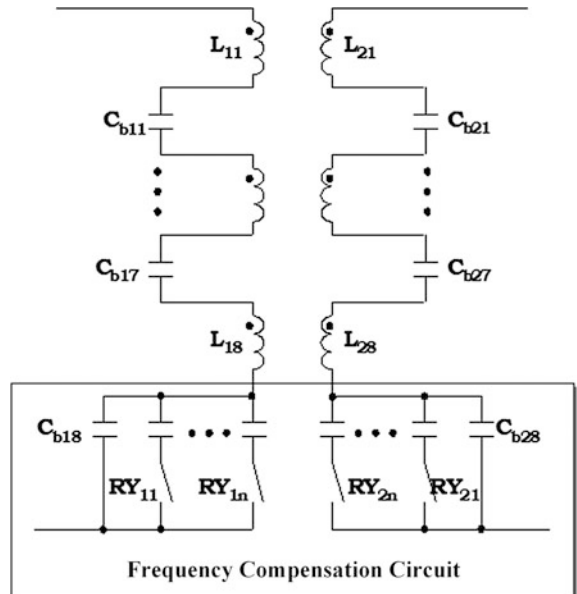 L11 L21
Cb11 Cb21
Cb17 Cb27
L18 L28
Cb18 Cb28
RY11 RY1n RY2n RY21
Frequency Compensation Circuit